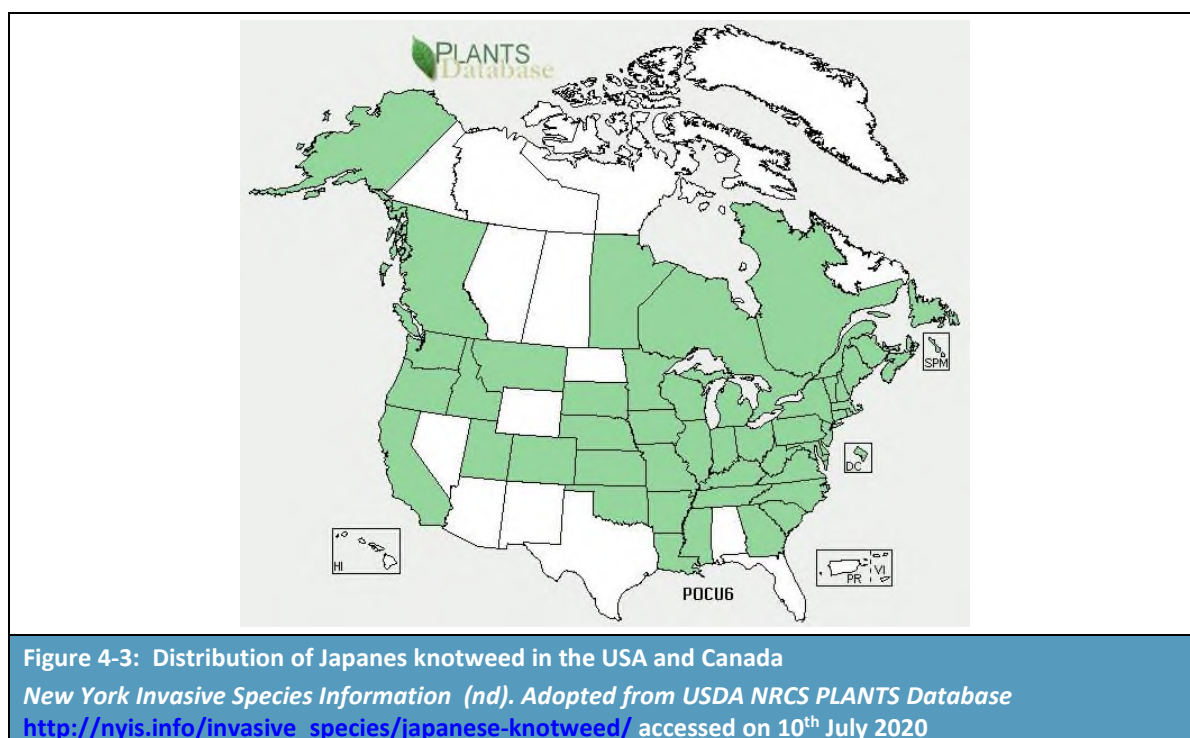 PLANTS
Database
SPM
DC
HI
PR
VI
POCU6
Figure 4-3: Distribution of Japanes knotweed in the USA and Canada
New York Invasive Species Information (nd). Adopted from USDA NRCS PLANTS Database
http://nyis.info/invasive_species/japanese-knotweed/ accessed on 10th July 2020